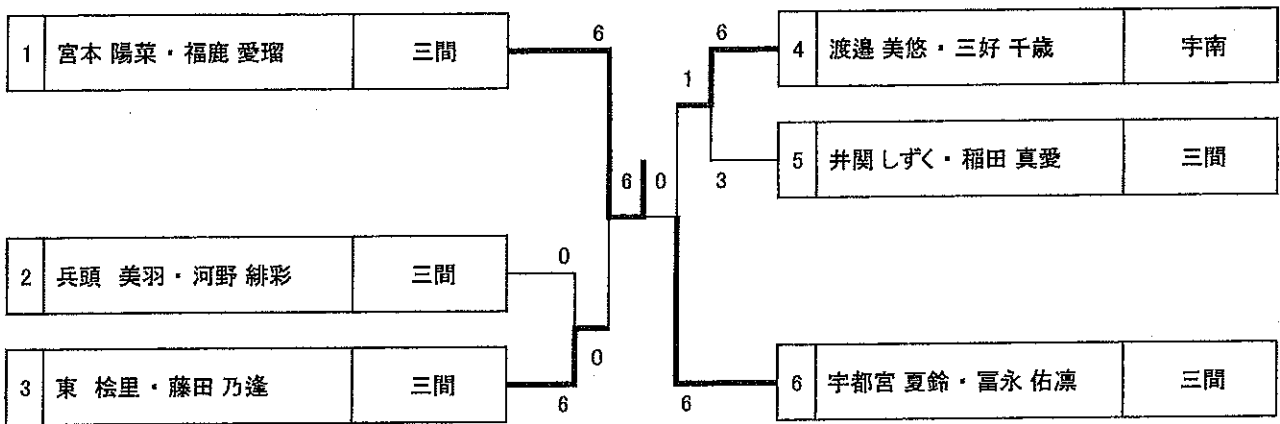 1 宮本 陽菜・福鹿 愛瑠 三間
6
2 兵頭 美羽・河野 緋彩 三間
0
3 東 桧里・藤田 乃逢 三間
6
0
6 0
4 渡邉 美悠・三好 千歳 宇南
6
1
5 井関 しずく・稲田 真愛 三間
3
6 宇都宮 夏鈴・冨永 佑凛 三間
6